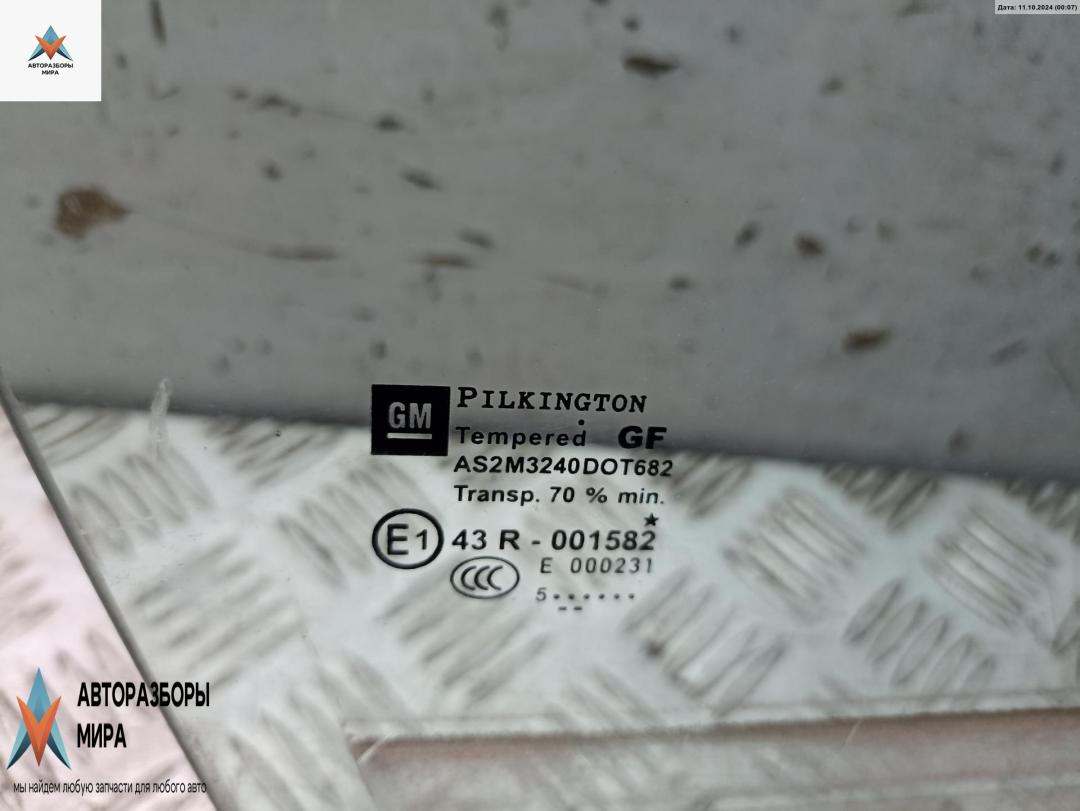 Дата: 11.10.2024 (00:07)
АВТОРАЗБОРЫ
МИРА
GM
PILKINGTON
Tempered GF
AS2M3240DOT682
Transp. 70 % min.
E1 43 R - 001582
CCC E 000231
5
АВТОРАЗБОРЫ
МИРА
мы найдем любую запчасти для любого авто